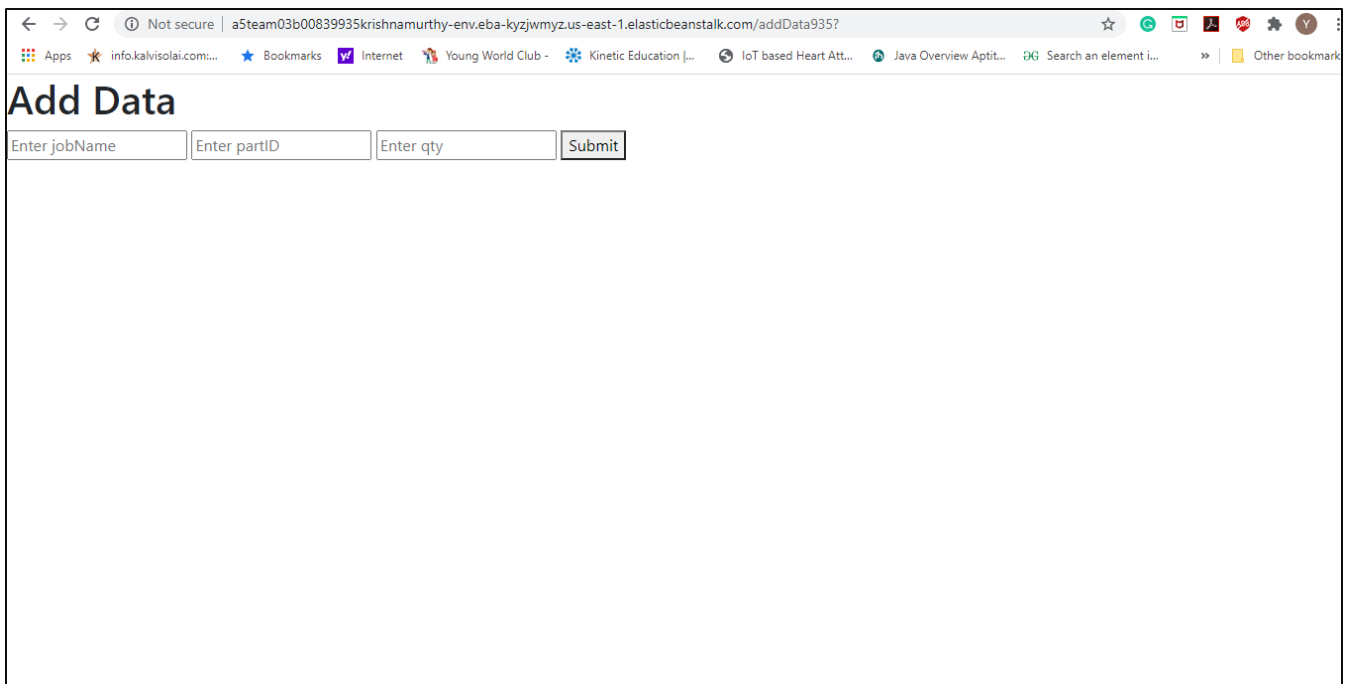 Not secure | a5team03b00839935krishnamurthy-env.eba-kyzjwmyz.us-east-1.elasticbeanstalk.com/addData935?
Y
Apps info.kalvisolai.com:... Bookmarks Internet Young World Club - Kinetic Education |... IoT based Heart Att... Java Overview Aptit... Search an element i... » Other bookmark
Add Data
Enter jobName Enter partID Enter qty Submit